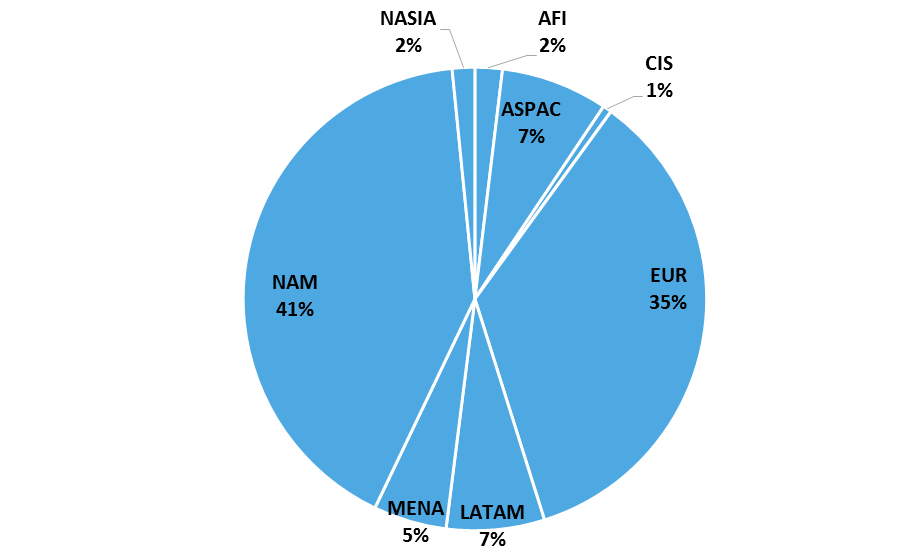 NASIA
2%
AFI
2%
CIS
1%
ASPAC
7%
EUR
35%
NAM
41%
MENA
5%
LATAM
7%